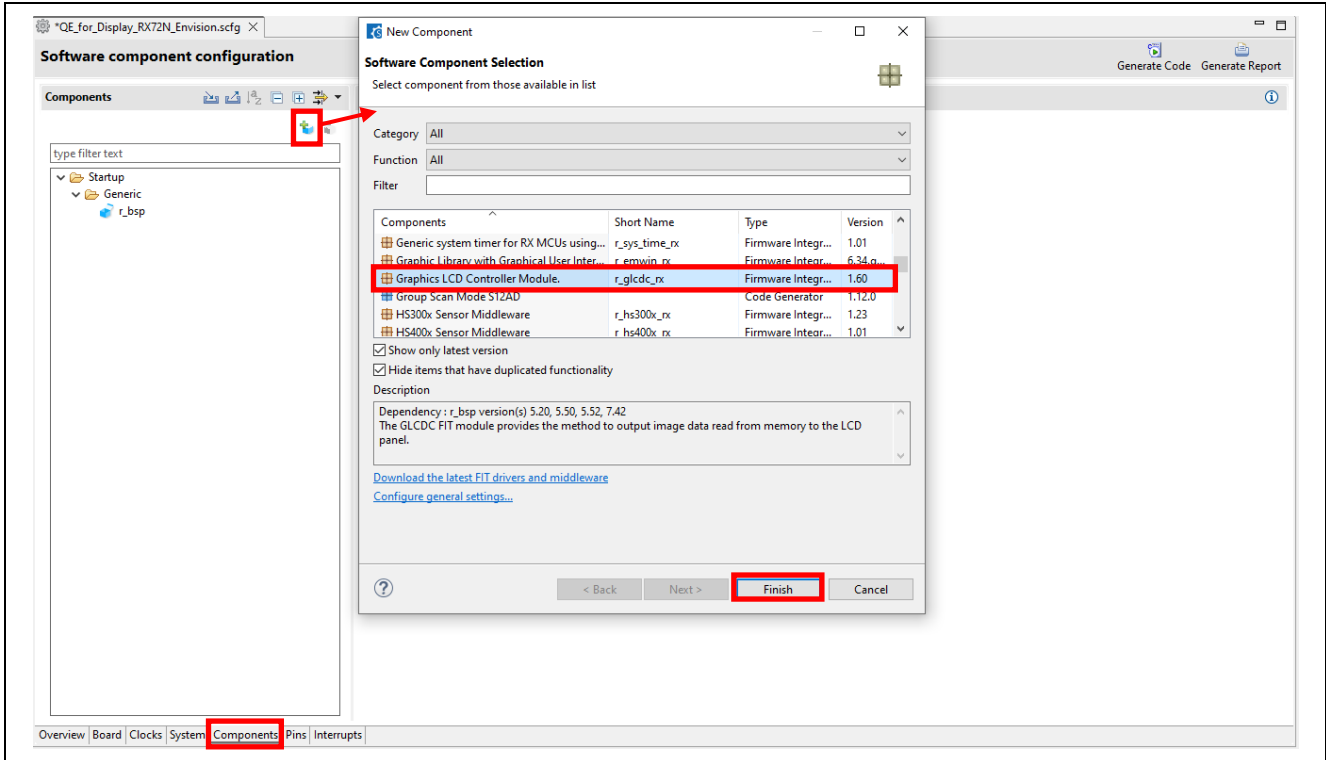 *QE_for_Display_RX72N_Envision.scfg
Software component configuration
Generate Code Generate Report
Components
type filter text
Startup
Generic
r_bsp
New Component
Software Component Selection
Select component from those available in list
Category All
Function All
Filter
Components Short Name Type Version
Generic system timer for RX MCUs using... r_sys_time_rx Firmware Integr... 1.01
Graphic Library with Graphical User Inter... r_emwin_rx Firmware Integr... 6.34.g...
Graphics LCD Controller Module. r_glcdc_rx Firmware Integr... 1.60
Group Scan Mode S12AD Code Generator 1.12.0
HS300x Sensor Middleware r_hs300x_rx Firmware Integr... 1.23
HS400x Sensor Middleware r_hs400x_rx Firmware Integr... 1.01
Show only latest version
Hide items that have duplicated functionality
Description
Dependency : r_bsp version(s) 5.20, 5.50, 5.52, 7.42
The GLCDC FIT module provides the method to output image data read from memory to the LCD
panel.
Download the latest FIT drivers and middleware
Configure general settings...
< Back Next > Finish Cancel
Overview Board Clocks System Components Pins Interrupts